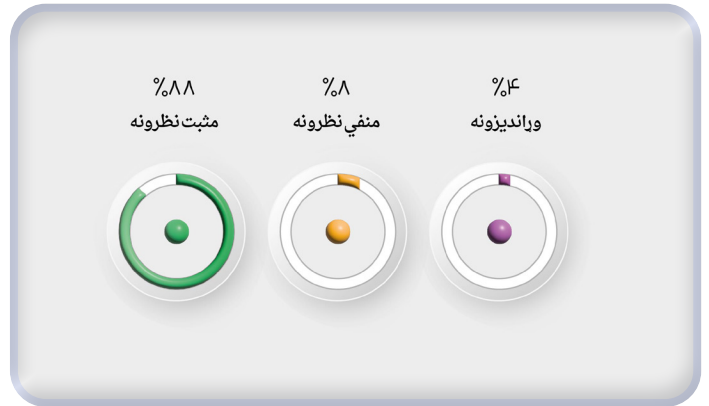 %۴
وړاندیزونه
%۸
منفي نظرونه
%۸۸
مثبت نظرونه